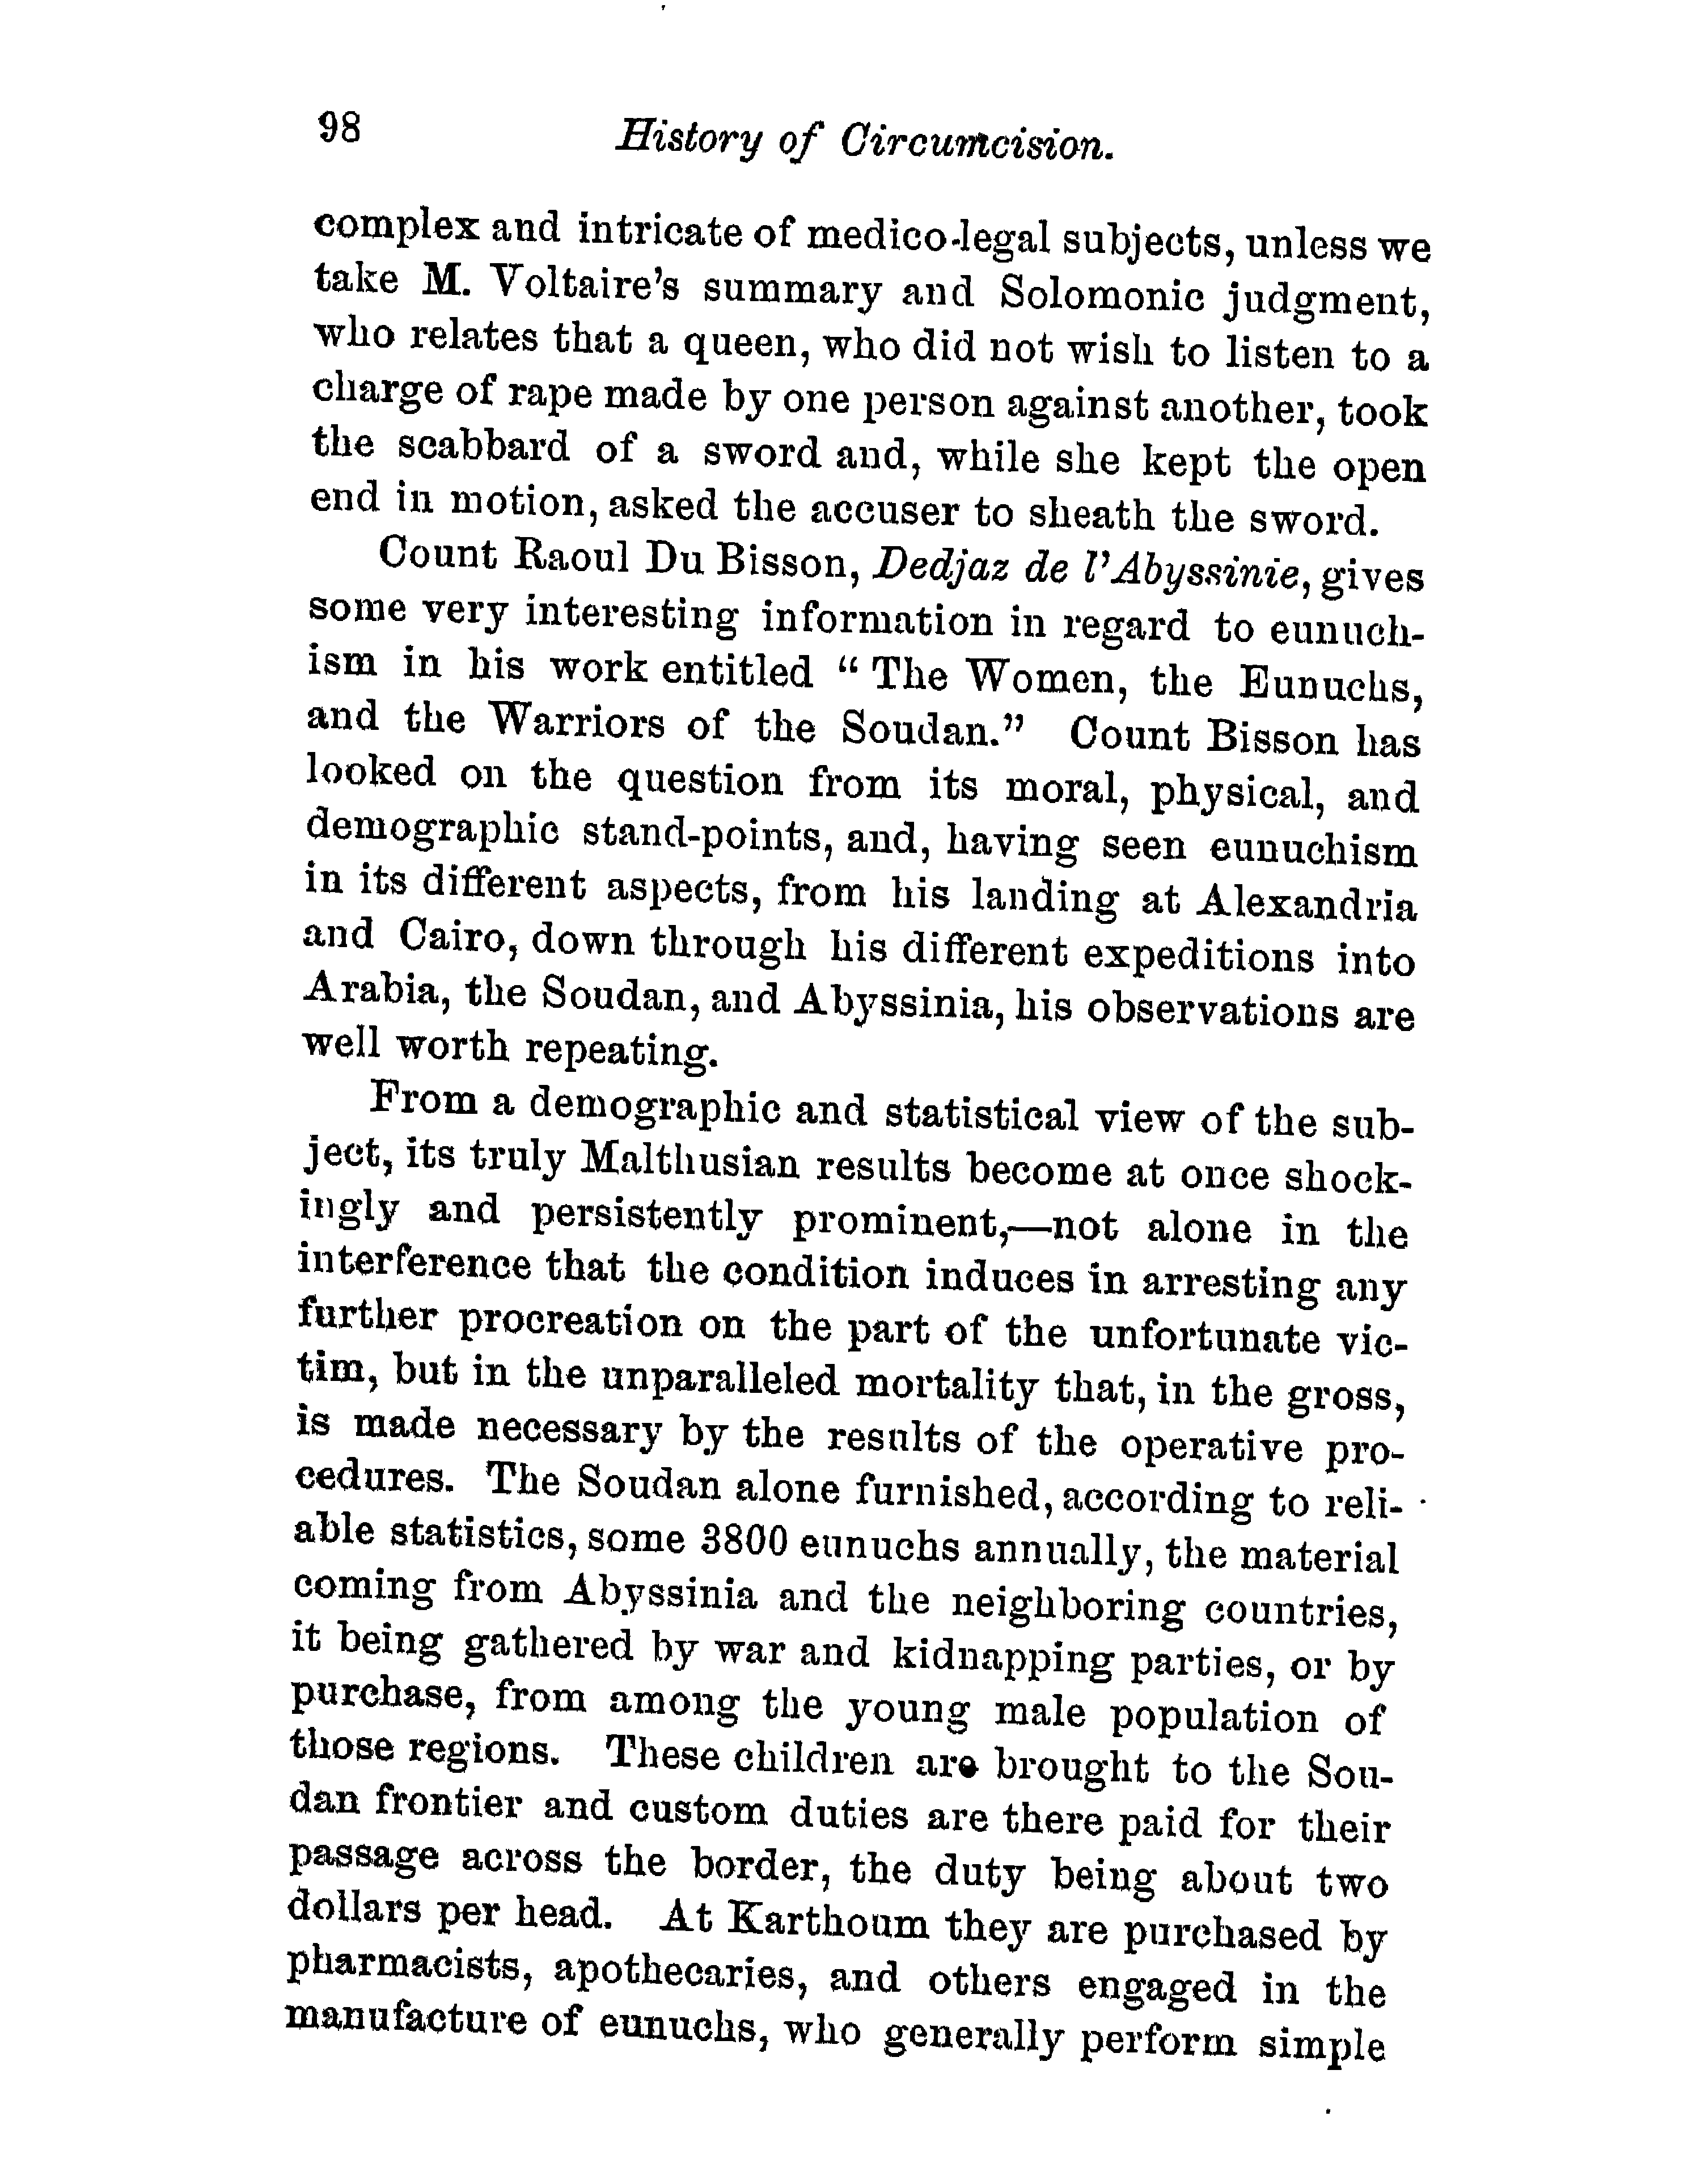 98 History of Circumcision.
complex and intricate of medico-legal subjects, unless we
take M. Voltaire's summary and Solomonic judgment,
who relates that a queen, who did not wish to listen to a
charge of rape made by one person against another, took
the scabbard of a sword and, while she kept the open
end in motion, asked the accuser to sheath the sword.
Count Raoul Du Bisson, Dedjaz de l'Abyssinie, gives
some very interesting information in regard to eunuch-
ism in his work entitled “The Women, the Eunuchs,
and the Warriors of the Soudan.” Count Bisson has
looked on the question from its moral, physical, and
demographic stand-points, and, having seen eunuchism
in its different aspects, from his landing at Alexandria
and Cairo, down through his different expeditions into
Arabia, the Soudan, and Abyssinia, his observations are
well worth repeating.
From a demographic and statistical view of the sub-
ject, its truly Malthusian results become at once shock-
ingly and persistently prominent,—not alone in the
interference that the condition induces in arresting any
further procreation on the part of the unfortunate vic-
tim, but in the unparalleled mortality that, in the gross,
is made necessary by the results of the operative pro-
cedures. The Soudan alone furnished, according to reli-
able statistics, some 3800 eunuchs annually, the material
coming from Abyssinia and the neighboring countries,
it being gathered by war and kidnapping parties, or by
purchase, from among the young male population of
those regions. These children are brought to the Sou-
dan frontier and custom duties are there paid for their
passage across the border, the duty being about two
dollars per head. At Karthoum they are purchased by
pharmacists, apothecaries, and others engaged in the
manufacture of eunuchs, who generally perform simple